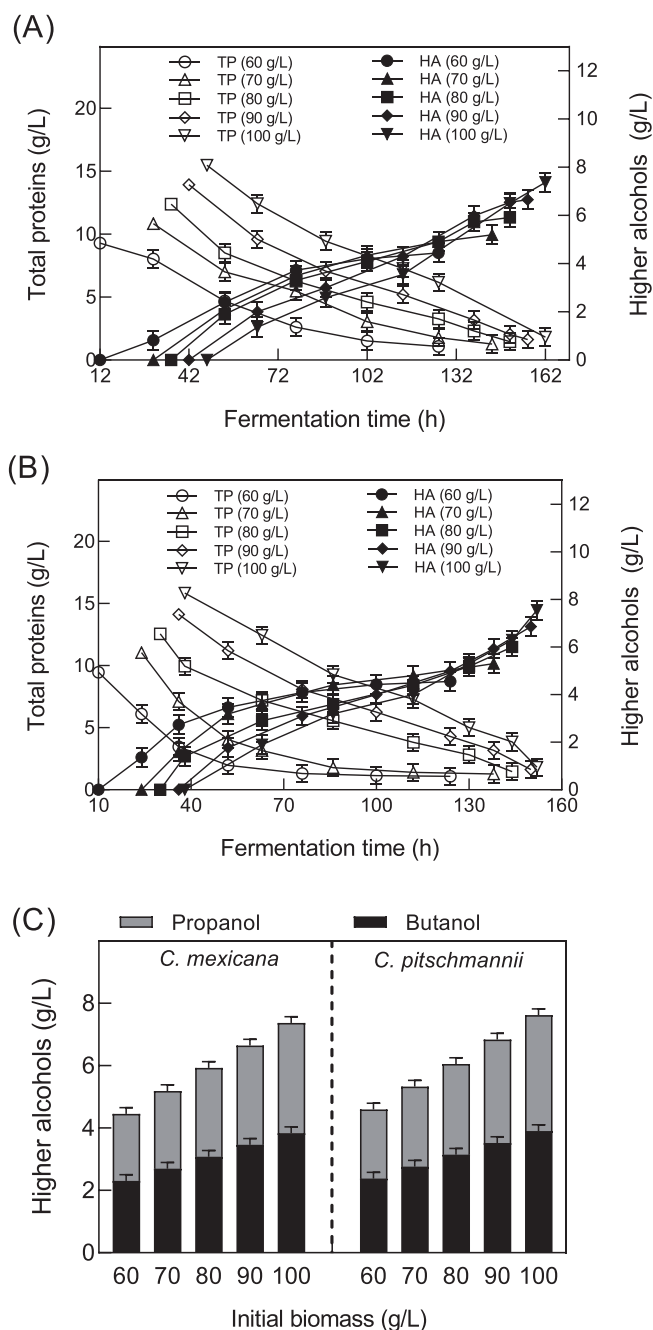 (A)
TP (60 g/L) HA (60 g/L)
TP (70 g/L) HA (70 g/L)
TP (80 g/L) HA (80 g/L)
TP (90 g/L) HA (90 g/L)
TP (100 g/L) HA (100 g/L)
Total proteins (g/L)
20
15
10
5
0
Higher alcohols (g/L)
12
10
8
6
4
2
0
12 42 72 102 132 162
Fermentation time (h)
(B)
TP (60 g/L) HA (60 g/L)
TP (70 g/L) HA (70 g/L)
TP (80 g/L) HA (80 g/L)
TP (90 g/L) HA (90 g/L)
TP (100 g/L) HA (100 g/L)
Total proteins (g/L)
20
15
10
5
0
Higher alcohols (g/L)
12
10
8
6
4
2
0
10 40 70 100 130 160
Fermentation time (h)
(C)
Propanol Butanol
C. mexicana C. pitschmannii
Higher alcohols (g/L)
8
6
4
2
0
60 70 80 90 100 60 70 80 90 100
Initial biomass (g/L)